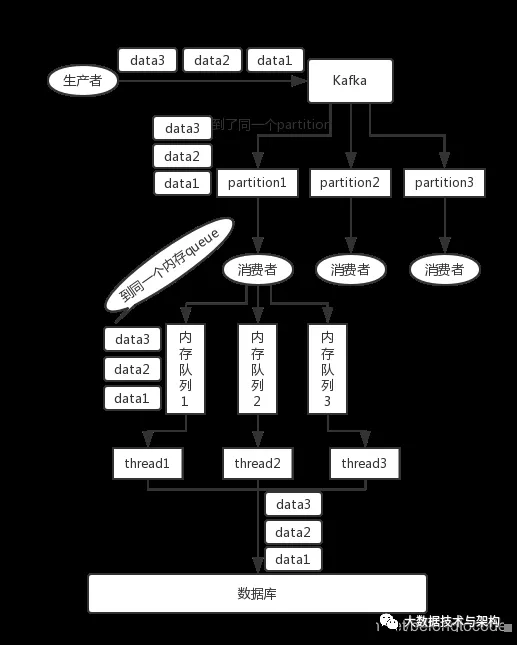 data3 data2 data1
生产者
Kafka
data3
到了同一个partition
data2
data1
partition1 partition2 partition3
到同一个内存queue
消费者 消费者 消费者
data3
data2
data1
内存队列1 内存队列2 内存队列3
thread1 thread2 thread3
data3
data2
data1
数据库
大数据技术与架构